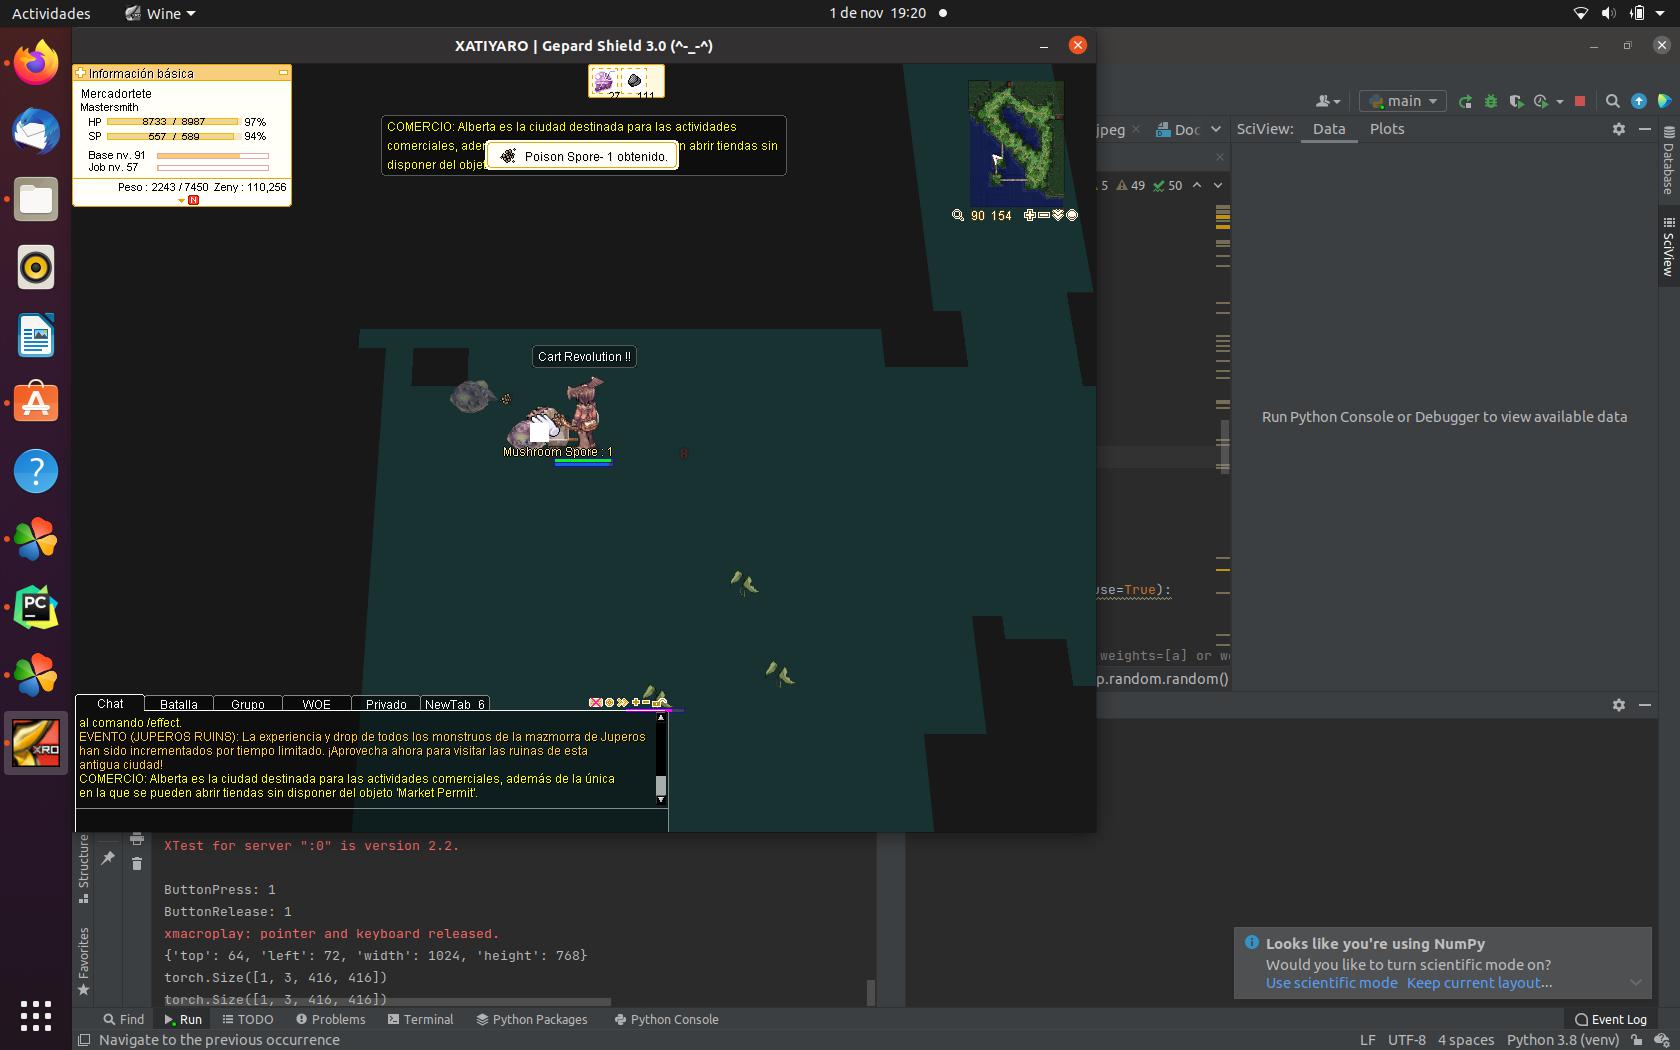 Actividades
Wine
1 de nov 19:20
XATIYARO | Gepard Shield 3.0 (^-_-^)
Información básica
Mercadortete
Mastersmith
HP 8733 / 8987 97%
SP 557 / 589 94%
Base nv. 91
Job nv. 57
Peso : 2243 / 7450 Zeny : 110,256
N
27 111
COMERCIO: Alberta es la ciudad destinada para las actividades
abrir tiendas sin
disponer del
Poison Spore- 1 obtenido.
90 154
Cart Revolution !!
Mushroom Spore : 1
8
Chat Batalla Grupo WOE Privado NewTab_6
al comando /effect.
EVENTO (JUPEROS RUINS): La experiencia y drop de todos los monstruos de la mazmorra de Juperos
han sido incrementados por tiempo limitado. ¡Aprovecha ahora para visitar las ruinas de esta
antigua ciudad!
COMERCIO: Alberta es la ciudad destinada para las actividades comerciales, además de la única
en la que se pueden abrir tiendas sin disponer del objeto 'Market Permit'.
XRO
PC
main
jpeg
Doc
SciView: Data Plots
5 49 50
Database
SciView
Run Python Console or Debugger to view available data
use=True):
weights=[a] or w
p.random.random()
XTest for server ":0" is version 2.2.
ButtonPress: 1
ButtonRelease: 1
xmacroplay: pointer and keyboard released.
{'top': 64, 'left': 72, 'width': 1024, 'height': 768}
torch.Size([1, 3, 416, 416])
torch.Size([1, 3, 416, 416])
Structure
Favorites
Looks like you're using NumPy
Would you like to turn scientific mode on?
Use scientific mode Keep current layout...
Find Run TODO Problems Terminal Python Packages Python Console
Event Log
Navigate to the previous occurrence
LF UTF-8 4 spaces Python 3.8 (venv)